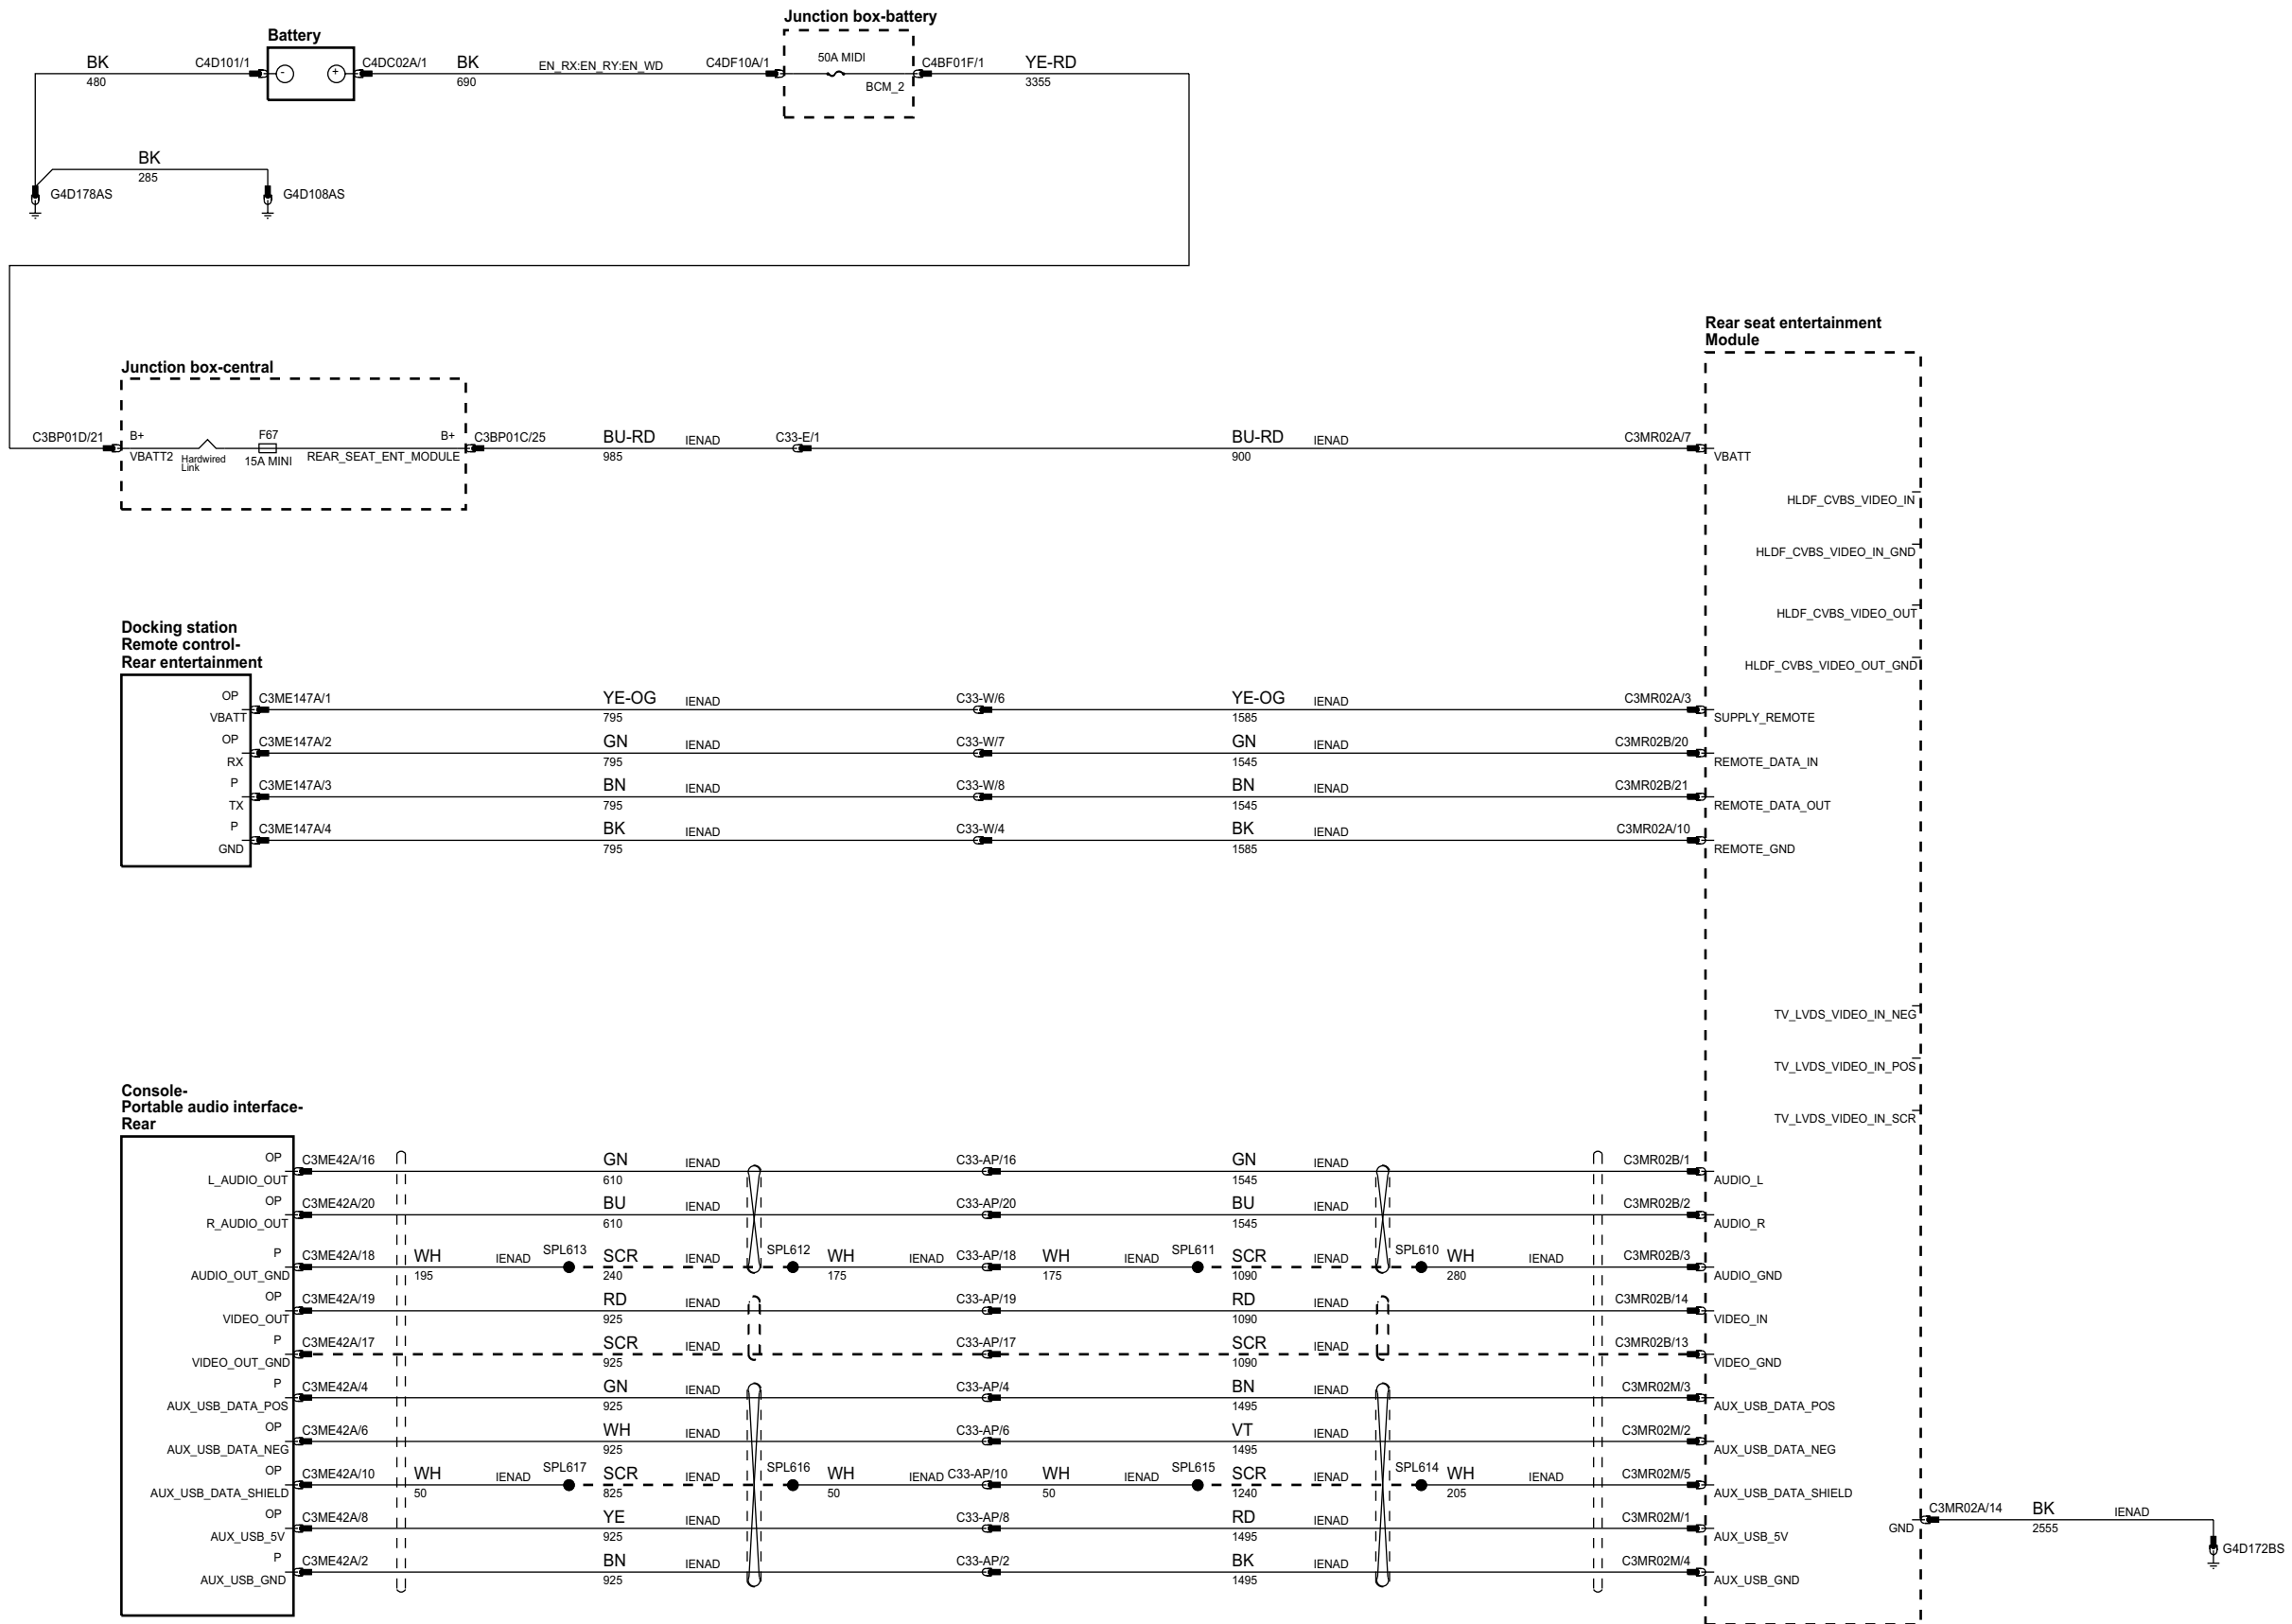 Junction box-battery
Battery
BK
480
C4D101/1
-
+
C4DC02A/1
BK
690
EN_RX:EN_RY:EN_WD
C4DF10A/1
50A MIDI
BCM_2
C4BF01F/1
YE-RD
3355
BK
285
G4D178AS
G4D108AS
Rear seat entertainment
Module
Junction box-central
C3BP01D/21
B+
VBATT2
Hardwired
Link
F67
15A MINI
B+
REAR_SEAT_ENT_MODULE
C3BP01C/25
BU-RD
985
IENAD
C33-E/1
BU-RD
900
IENAD
C3MR02A/7
VBATT
HLDF_CVBS_VIDEO_IN
HLDF_CVBS_VIDEO_IN_GND
HLDF_CVBS_VIDEO_OUT
HLDF_CVBS_VIDEO_OUT_GND
Docking station
Remote control-
Rear entertainment
OP
VBATT
C3ME147A/1
YE-OG
795
IENAD
C33-W/6
YE-OG
1585
IENAD
C3MR02A/3
SUPPLY_REMOTE
OP
RX
C3ME147A/2
GN
795
IENAD
C33-W/7
GN
1545
IENAD
C3MR02B/20
REMOTE_DATA_IN
P
TX
C3ME147A/3
BN
795
IENAD
C33-W/8
BN
1545
IENAD
C3MR02B/21
REMOTE_DATA_OUT
P
GND
C3ME147A/4
BK
795
IENAD
C33-W/4
BK
1585
IENAD
C3MR02A/10
REMOTE_GND
TV_LVDS_VIDEO_IN_NEG
TV_LVDS_VIDEO_IN_POS
TV_LVDS_VIDEO_IN_SCR
Console-
Portable audio interface-
Rear
OP
L_AUDIO_OUT
C3ME42A/16
GN
610
IENAD
C33-AP/16
GN
1545
IENAD
C3MR02B/1
AUDIO_L
OP
R_AUDIO_OUT
C3ME42A/20
BU
610
IENAD
C33-AP/20
BU
1545
IENAD
C3MR02B/2
AUDIO_R
P
AUDIO_OUT_GND
C3ME42A/18
WH
195
IENAD
SPL613
SCR
240
IENAD
SPL612
WH
175
IENAD
C33-AP/18
WH
175
IENAD
SPL611
SCR
1090
IENAD
SPL610
WH
280
IENAD
C3MR02B/3
AUDIO_GND
OP
VIDEO_OUT
C3ME42A/19
RD
925
IENAD
C33-AP/19
RD
1090
IENAD
C3MR02B/14
VIDEO_IN
P
VIDEO_OUT_GND
C3ME42A/17
SCR
925
IENAD
C33-AP/17
SCR
1090
IENAD
C3MR02B/13
VIDEO_GND
P
AUX_USB_DATA_POS
C3ME42A/4
GN
925
IENAD
C33-AP/4
BN
1495
IENAD
C3MR02M/3
AUX_USB_DATA_POS
OP
AUX_USB_DATA_NEG
C3ME42A/6
WH
925
IENAD
C33-AP/6
VT
1495
IENAD
C3MR02M/2
AUX_USB_DATA_NEG
OP
AUX_USB_DATA_SHIELD
C3ME42A/10
WH
50
IENAD
SPL617
SCR
825
IENAD
SPL616
WH
50
IENAD
C33-AP/10
WH
50
IENAD
SPL615
SCR
1240
IENAD
SPL614
WH
205
IENAD
C3MR02M/5
AUX_USB_DATA_SHIELD
OP
AUX_USB_5V
C3ME42A/8
YE
925
IENAD
C33-AP/8
RD
1495
IENAD
C3MR02M/1
AUX_USB_5V
GND
C3MR02A/14
BK
2555
IENAD
G4D172BS
P
AUX_USB_GND
C3ME42A/2
BN
925
IENAD
C33-AP/2
BK
1495
IENAD
C3MR02M/4
AUX_USB_GND